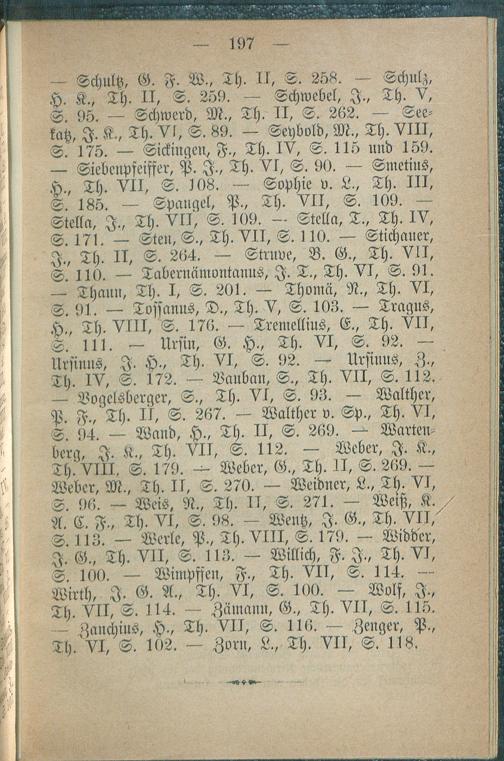 — 197 —
— Schultz, G. F. W., Th. II, S. 258. — Schulz,
H. K., Th. II, S. 259. — Schwebel, J., Th. V,
S. 95. — Schwerd, M., Th. II, S. 262. — See-
katz, J. K., Th. VI, S. 89. — Seybold, M., Th. VIII,
S. 175. — Sickingen, F., Th. IV, S. 115 und 159.
— Siebenpfeiffer, P. J., Th. VI, S. 90. — Smetius,
H., Th. VII, S. 108. — Sophie v. L., Th. III,
S. 185. — Spangel, P., Th. VII, S. 109. —
Stella, J., Th. VII, S. 109. — Stella, T., Th. IV,
S. 171. — Sten, S., Th. VII, S. 110. — Stichaner,
J., Th. II, S. 264. — Struve, B. G., Th. VII,
S. 110. — Tabernämontanus, J. T., Th. VI, S. 91.
— Thann, Th. I, S. 201. — Thomä, N., Th. VI,
S. 91. — Tossanus, D., Th. V, S. 103. — Tragus,
H., Th. VIII, S. 176. — Tremellius, E., Th. VII,
S. 111. — Ursin, G. H., Th. VI, S. 92. —
Ursinus, J. H., Th. VI, S. 92. — Ursinus, Z.,
Th. IV, S. 172. — Vauban, S., Th. VII, S. 112.
— Vogelsberger, S., Th. VI, S. 93. — Walther,
P. F., Th. II, S. 267. — Walther v. Sp., Th. VI,
S. 94. — Wand, H., Th. II, S. 269. — Warten-
berg, J. K., Th. VII, S. 112. — Weber, J. K.,
Th. VIII, S. 179. — Weber, G., Th. II, S. 269. —
Weber, M., Th. II, S. 270. — Weidner, L., Th. VI,
S. 96. — Weis, N., Th. II, S. 271. — Weiß, K.
A. C. F., Th. VI, S. 98. — Wentz, J. G., Th. VII,
S. 113. — Werle, P., Th. VIII, S. 179. — Widder,
J. G., Th. VII, S. 113. — Willich, F. J., Th. VI,
S. 100. — Wimpffen, F., Th. VII, S. 114. —
Wirth, J. G. A., Th. VI, S. 100. — Wolf, J.,
Th. VII, S. 114. — Zämann, G., Th. VII, S. 115.
— Zanchius, H., Th. VII, S. 116. — Zenger, P.,
Th. VI, S. 102. — Zorn, L., Th. VII, S. 118.